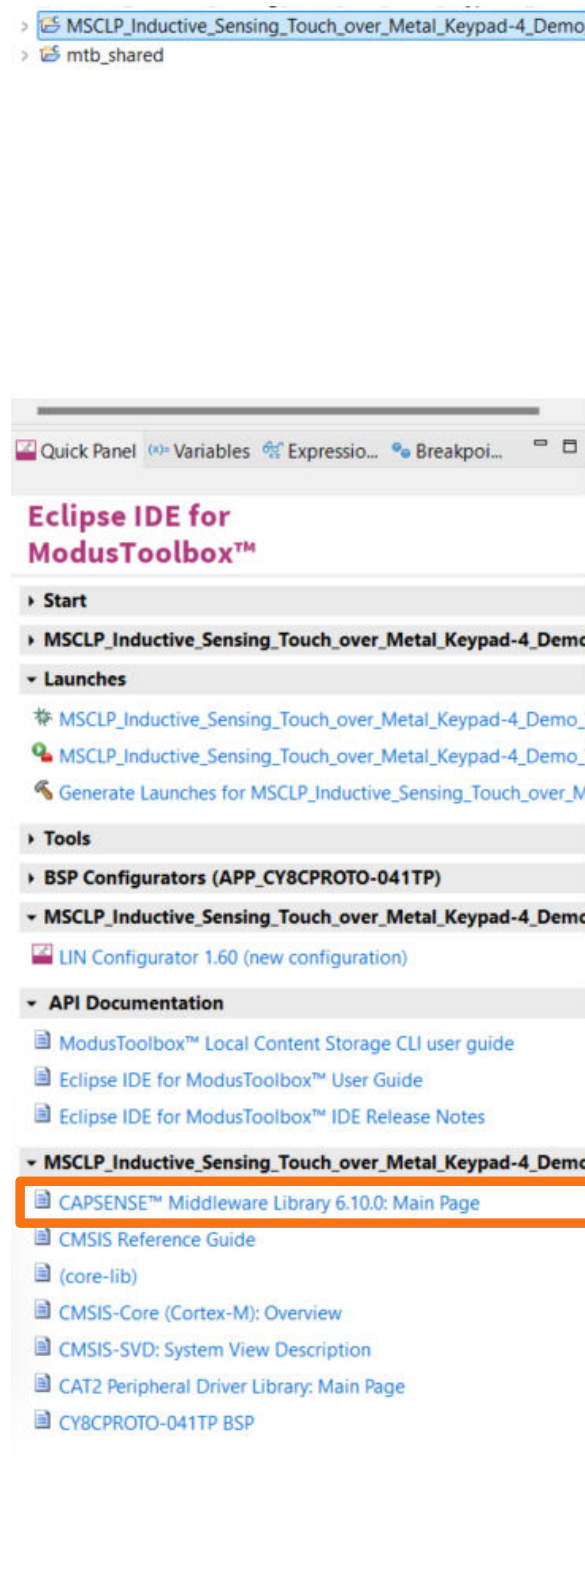 MSCLP_Inductive_Sensing_Touch_over_Metal_Keypad-4_Demo
mtb_shared
Quick Panel (x)= Variables Expressio... Breakpoi...
Eclipse IDE for
ModusToolbox™
Start
MSCLP_Inductive_Sensing_Touch_over_Metal_Keypad-4_Demo
Launches
MSCLP_Inductive_Sensing_Touch_over_Metal_Keypad-4_Demo_
MSCLP_Inductive_Sensing_Touch_over_Metal_Keypad-4_Demo_
Generate Launches for MSCLP_Inductive_Sensing_Touch_over_M
Tools
BSP Configurators (APP_CY8CPROTO-041TP)
MSCLP_Inductive_Sensing_Touch_over_Metal_Keypad-4_Demo
LIN Configurator 1.60 (new configuration)
API Documentation
ModusToolbox™ Local Content Storage CLI user guide
Eclipse IDE for ModusToolbox™ User Guide
Eclipse IDE for ModusToolbox™ IDE Release Notes
MSCLP_Inductive_Sensing_Touch_over_Metal_Keypad-4_Demo
CAPSENSE™ Middleware Library 6.10.0: Main Page
CMSIS Reference Guide
(core-lib)
CMSIS-Core (Cortex-M): Overview
CMSIS-SVD: System View Description
CAT2 Peripheral Driver Library: Main Page
CY8CPROTO-041TP BSP